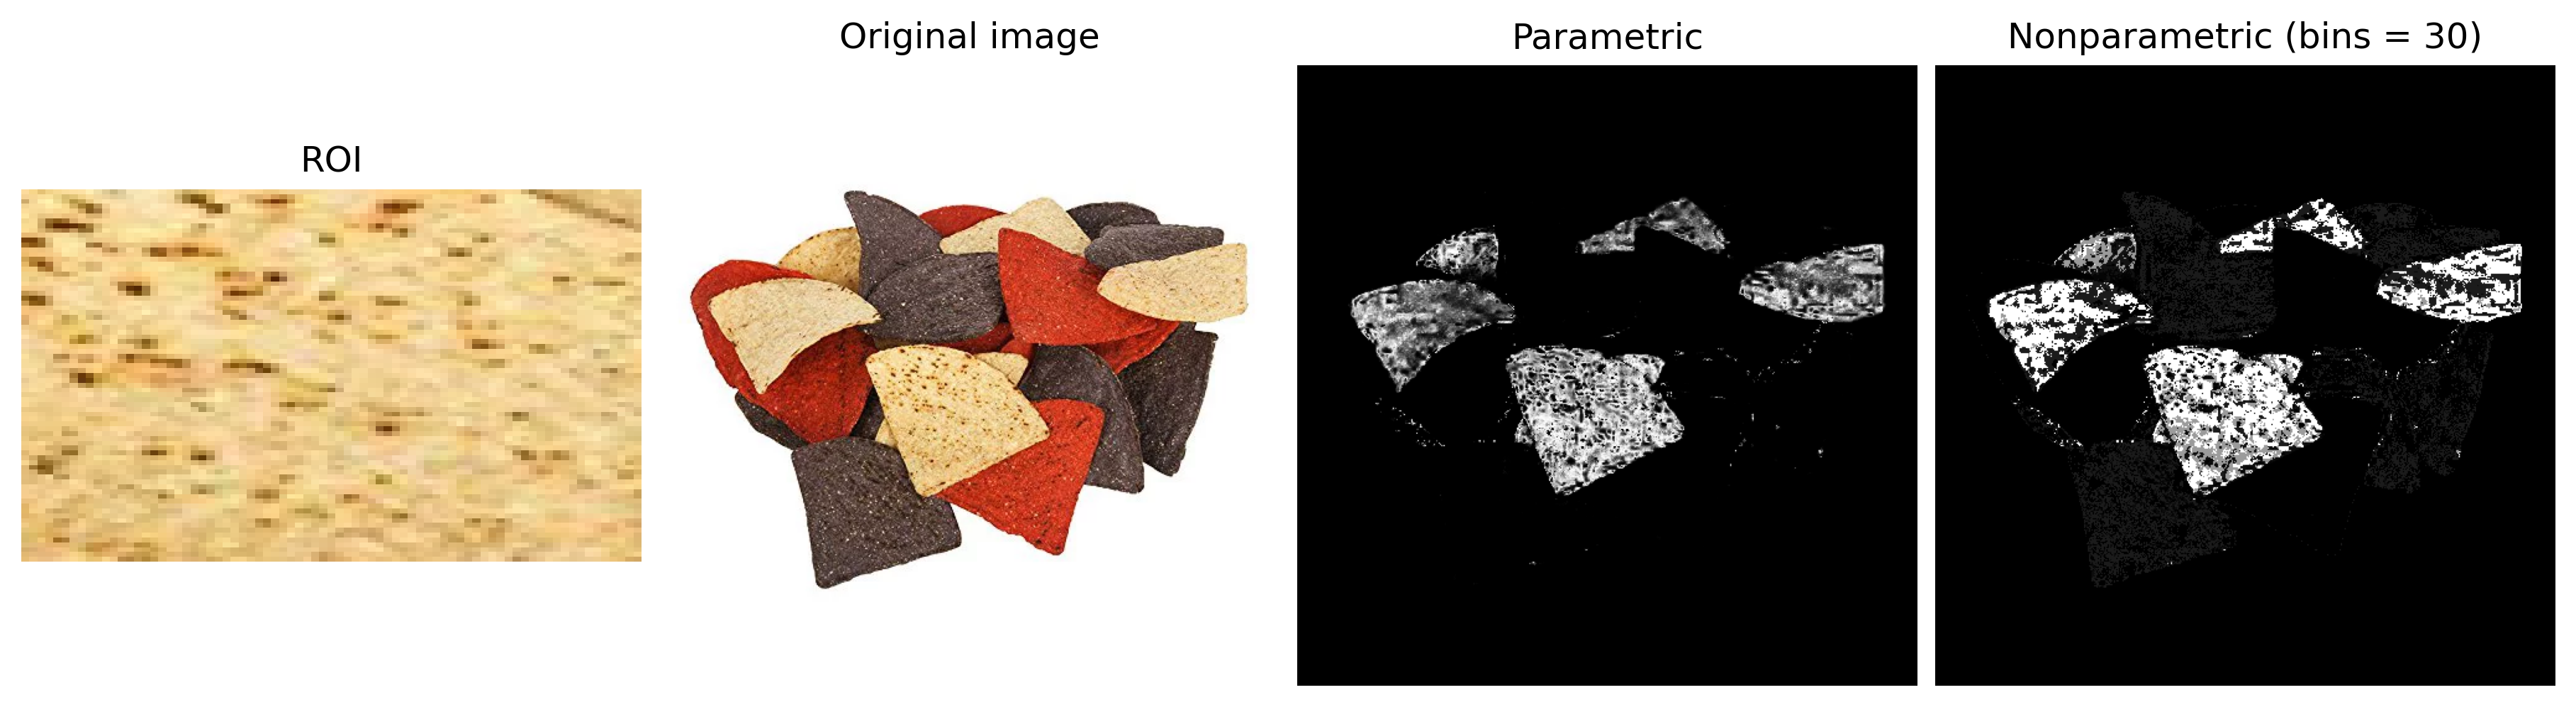 ROI
Original image
Parametric
Nonparametric (bins = 30)